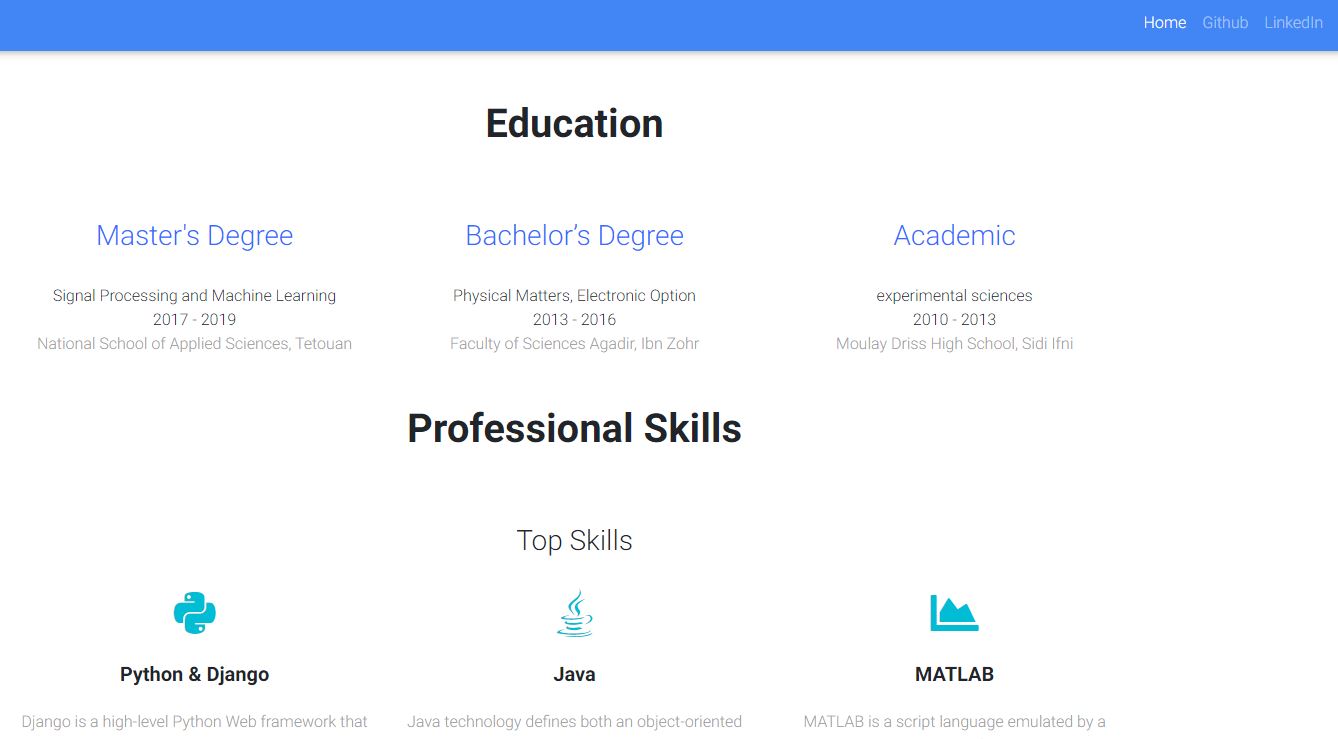 Home Github LinkedIn
Education
Master's Degree
Signal Processing and Machine Learning
2017 - 2019
National School of Applied Sciences, Tetouan
Bachelor’s Degree
Physical Matters, Electronic Option
2013 - 2016
Faculty of Sciences Agadir, Ibn Zohr
Academic
experimental sciences
2010 - 2013
Moulay Driss High School, Sidi Ifni
Professional Skills
Top Skills
Python & Django
Django is a high-level Python Web framework that
Java
Java technology defines both an object-oriented
MATLAB
MATLAB is a script language emulated by a